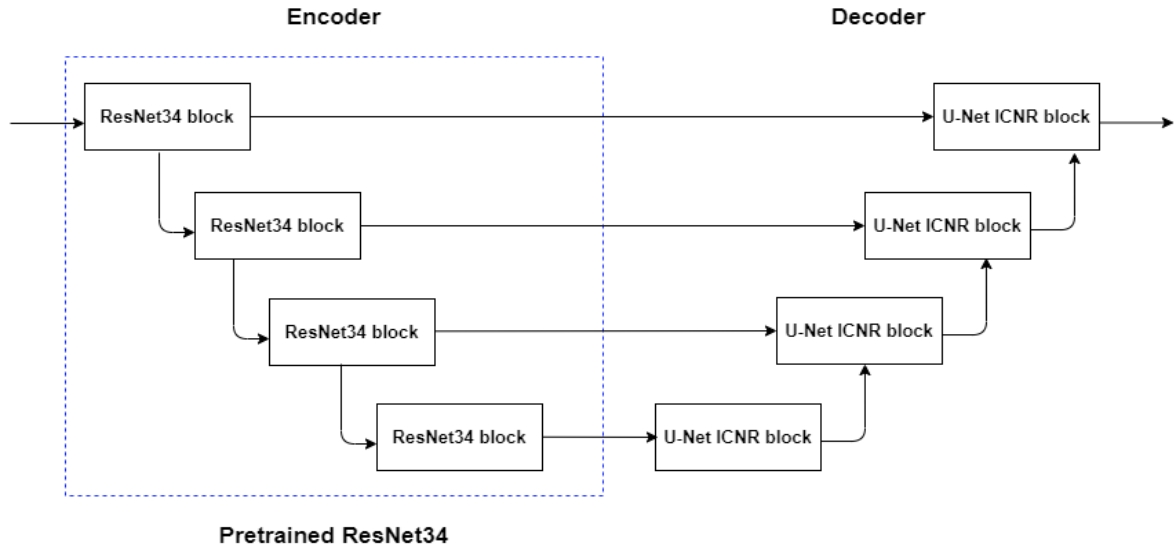 Encoder
Decoder
ResNet34 block
U-Net ICNR block
ResNet34 block
U-Net ICNR block
ResNet34 block
U-Net ICNR block
ResNet34 block
U-Net ICNR block
Pretrained ResNet34